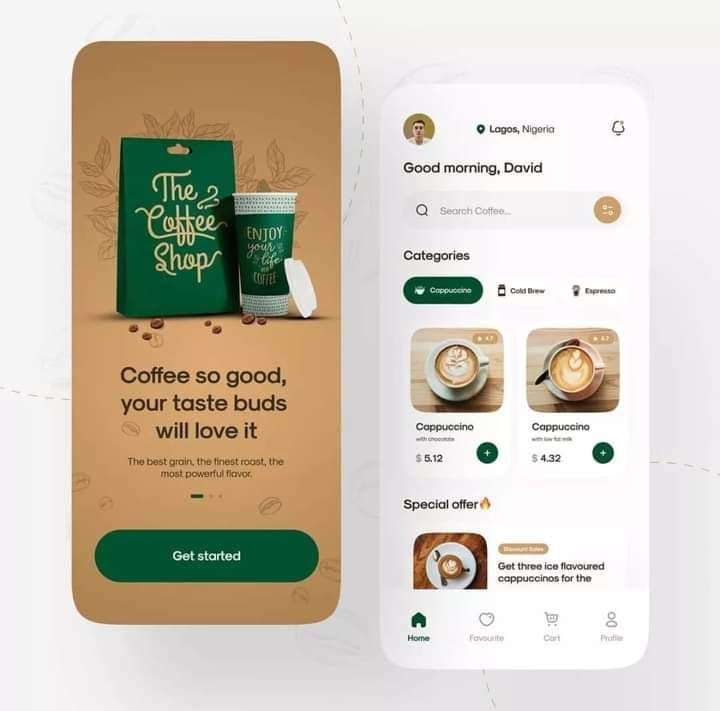 The
Coffee
Shop
ENJOY
your
life
COFFEE
Coffee so good,
your taste buds
will love it
The best grain, the finest roast, the
most powerful flavor.
Get started
Lagos, Nigeria
Good morning, David
Search Coffee...
Categories
Cappuccino
Cold Brew
Espresso
4.7
4.7
Cappuccino
with chocolate
$ 5.12
+
Cappuccino
with low fat milk
$ 4.32
+
Special offer🔥
Discount Sales
Get three ice flavoured
cappuccinos for the
Home
Favourite
Cart
Profile